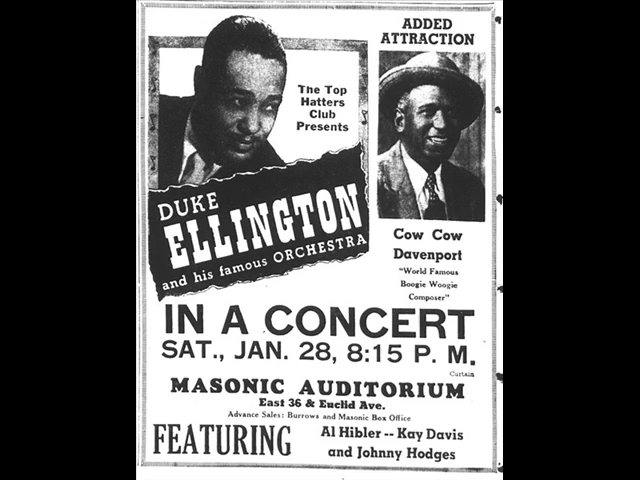 The Top
Hatters
Club
Presents
DUKE
ELLINGTON
and his famous ORCHESTRA
ADDED
ATTRACTION
Cow Cow
Davenport
"World Famous
Boogie Woogie
Composer"
IN A CONCERT
SAT., JAN. 28, 8:15 P. M.
Curtain
MASONIC AUDITORIUM
East 36 & Euclid Ave.
Advance Sales: Burrows and Masonic Box Office
FEATURING
Al Hibler -- Kay Davis
and Johnny Hodges